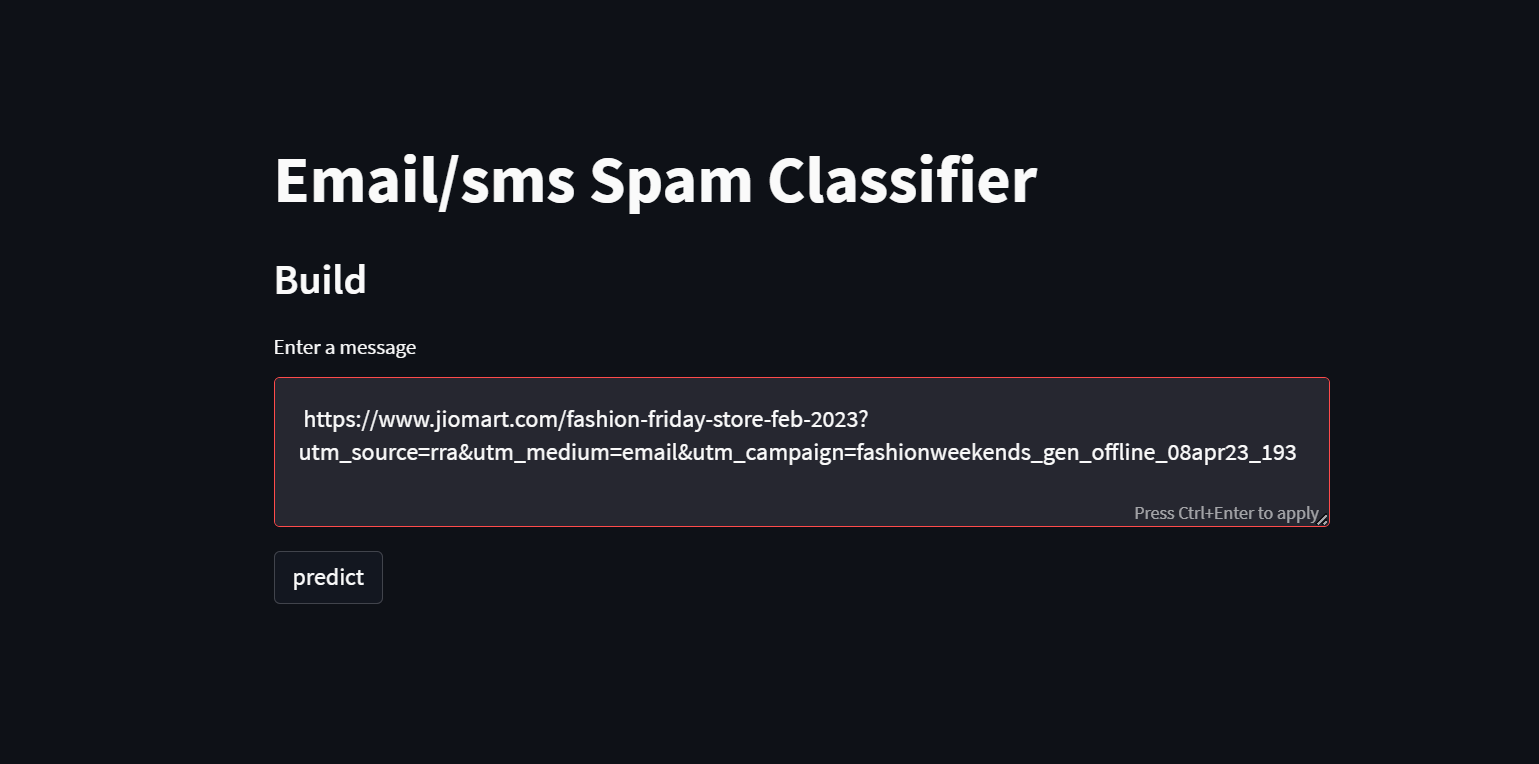 Email/sms Spam Classifier
Build
Enter a message
https://www.jiomart.com/fashion-friday-store-feb-2023?
utm_source=rra&utm_medium=email&utm_campaign=fashionweekends_gen_offline_08apr23_193
Press Ctrl+Enter to apply
predict